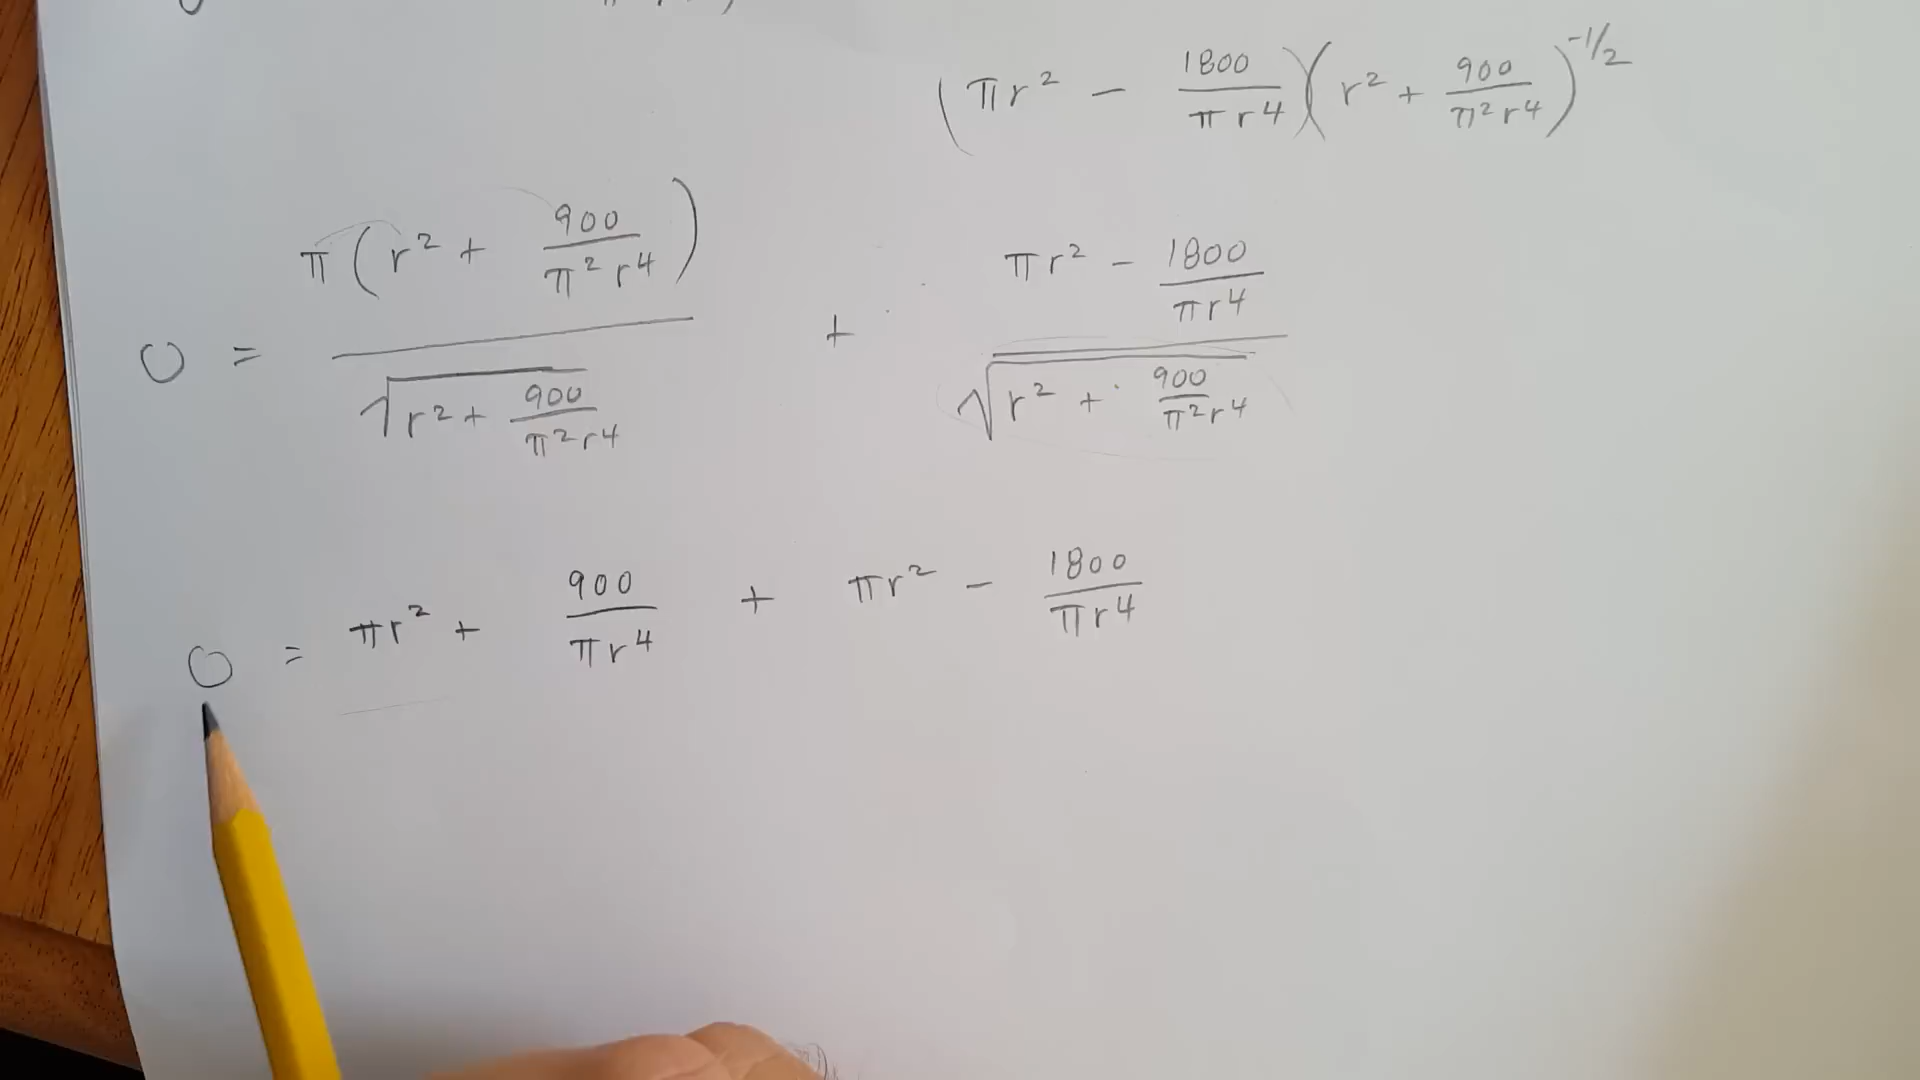 (πr² − 1800/πr⁴)(r² + 900/π²r⁴)^-1/2
0 = π(r² + 900/π²r⁴)/√(r² + 900/π²r⁴) + (πr² − 1800/πr⁴)/√(r² + 900/π²r⁴)
0 = πr² + 900/πr⁴ + πr² − 1800/πr⁴